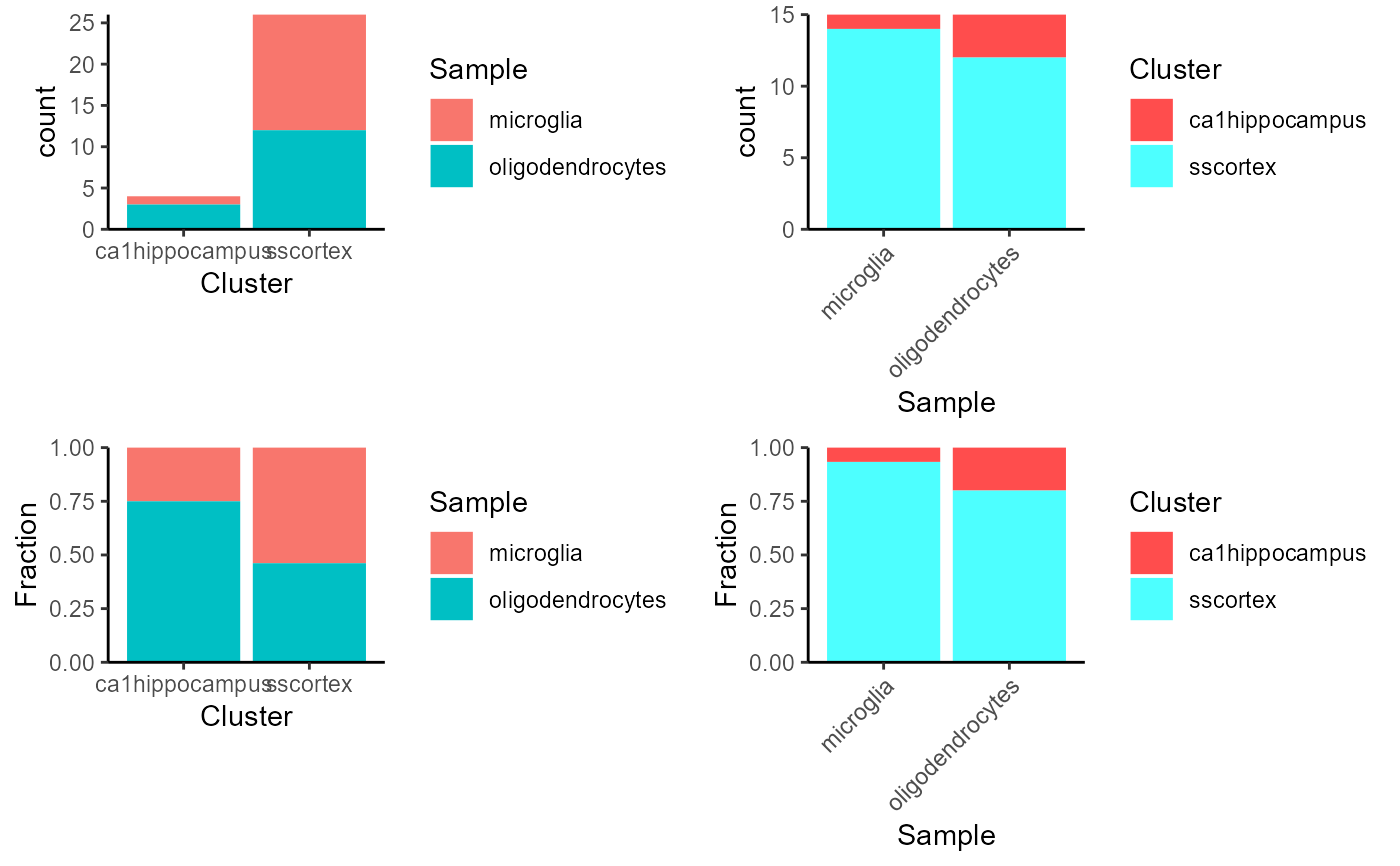 25
20
15
10
5
0
count
ca1hippocampus
sscortex
Cluster
Sample
microglia
oligodendrocytes
15
10
5
0
count
microglia
oligodendrocytes
Sample
Cluster
ca1hippocampus
sscortex
1.00
0.75
0.50
0.25
0.00
Fraction
ca1hippocampus
sscortex
Cluster
Sample
microglia
oligodendrocytes
1.00
0.75
0.50
0.25
0.00
Fraction
microglia
oligodendrocytes
Sample
Cluster
ca1hippocampus
sscortex